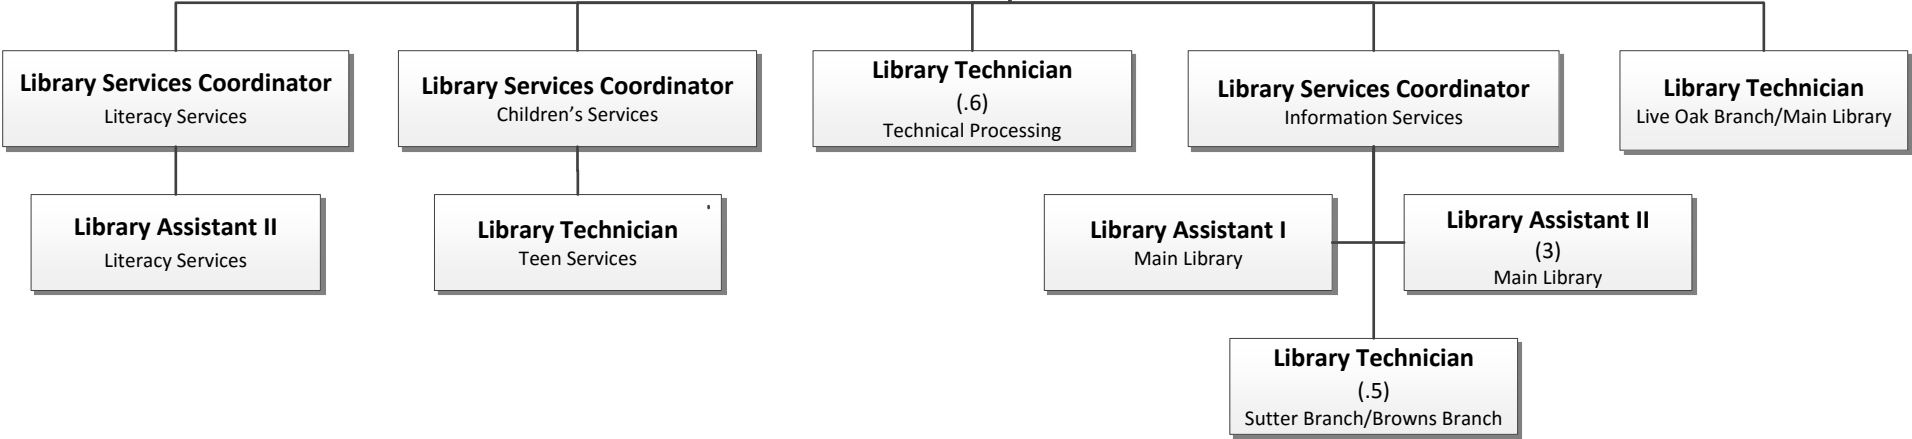 Library Services Coordinator
Literacy Services
Library Services Coordinator
Children’s Services
Library Technician
(.6)
Technical Processing
Library Services Coordinator
Information Services
Library Technician
Live Oak Branch/Main Library
Library Assistant II
Literacy Services
Library Technician
Teen Services
Library Assistant I
Main Library
Library Assistant II
(3)
Main Library
Library Technician
(.5)
Sutter Branch/Browns Branch